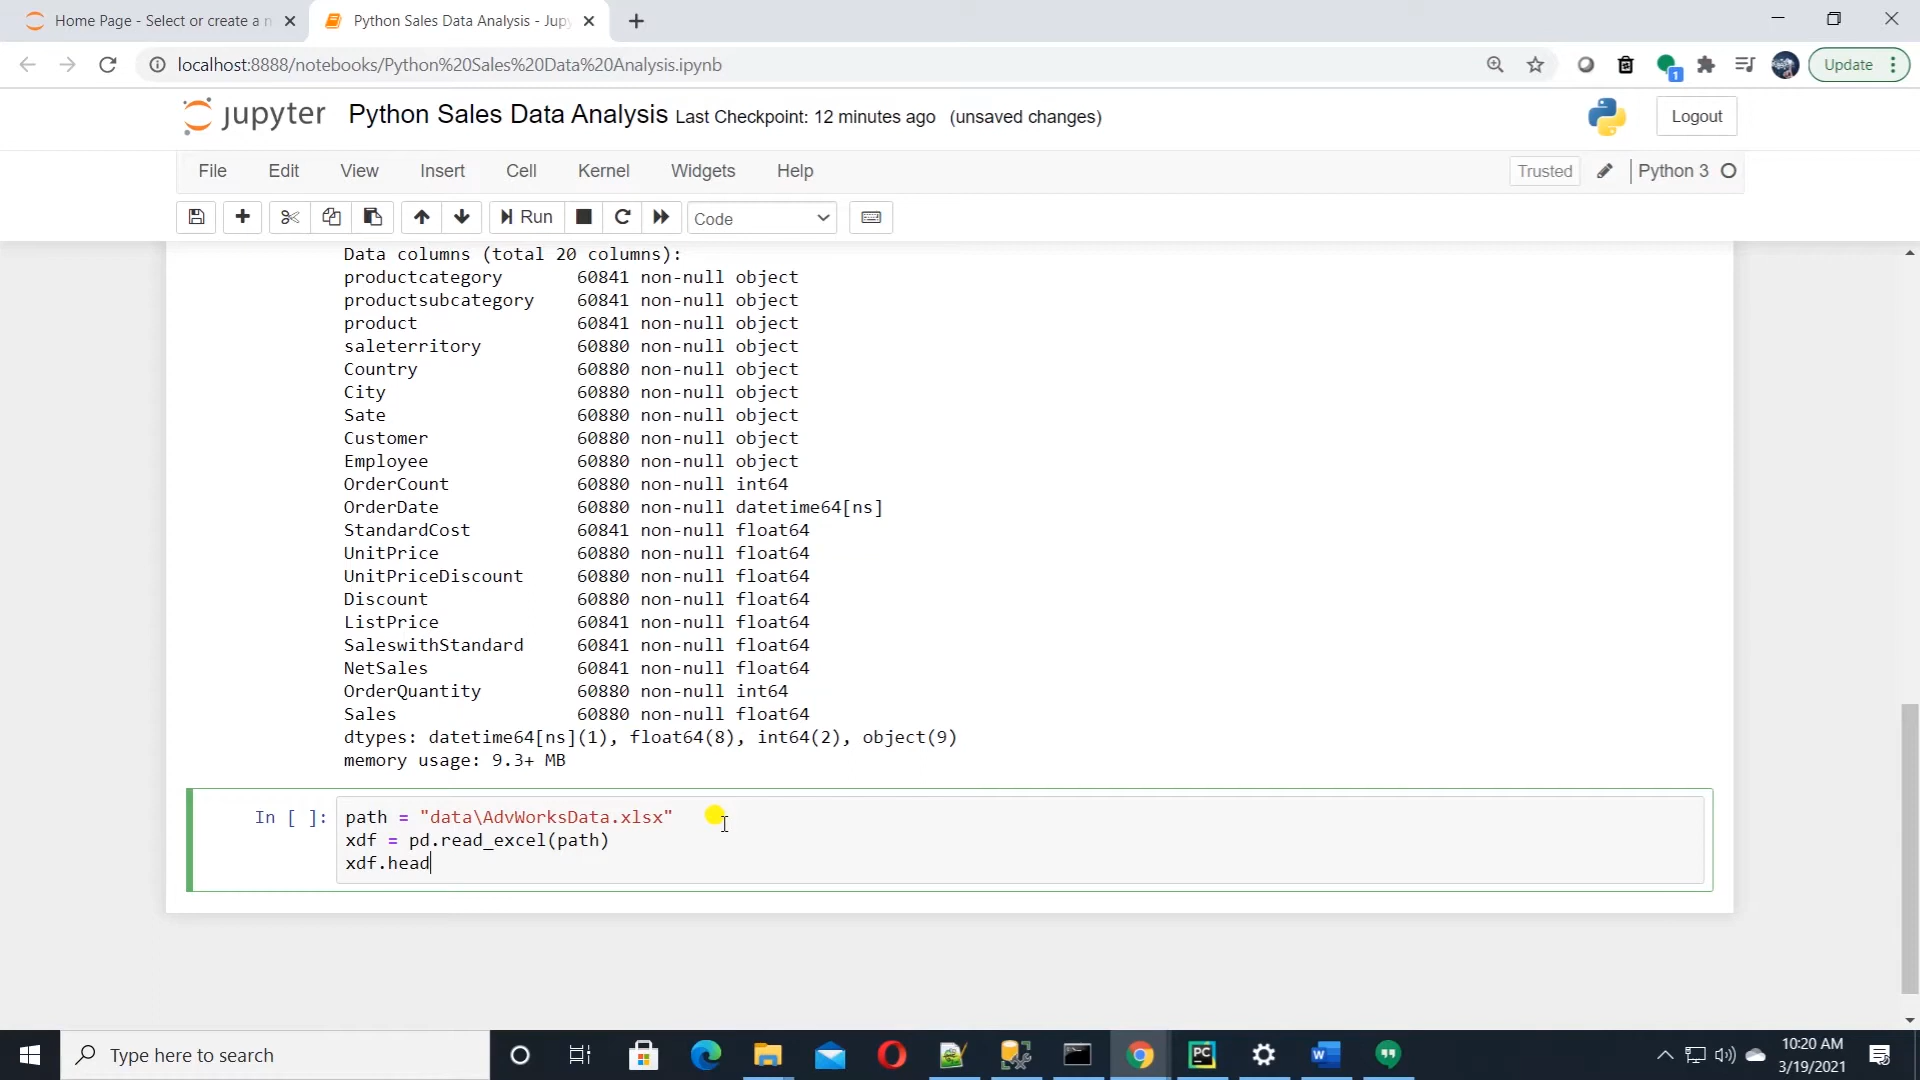 Home Page - Select or create a n
Python Sales Data Analysis - Jup
localhost:8888/notebooks/Python%20Sales%20Data%20Analysis.ipynb
1
Update
jupyter Python Sales Data Analysis Last Checkpoint: 12 minutes ago (unsaved changes)
Logout
File Edit View Insert Cell Kernel Widgets Help
Trusted Python 3
Run Code
Data columns (total 20 columns):
productcategory 60841 non-null object
productsubcategory 60841 non-null object
product 60841 non-null object
saleterritory 60880 non-null object
Country 60880 non-null object
City 60880 non-null object
Sate 60880 non-null object
Customer 60880 non-null object
Employee 60880 non-null object
OrderCount 60880 non-null int64
OrderDate 60880 non-null datetime64[ns]
StandardCost 60841 non-null float64
UnitPrice 60880 non-null float64
UnitPriceDiscount 60880 non-null float64
Discount 60880 non-null float64
ListPrice 60841 non-null float64
SaleswithStandard 60841 non-null float64
NetSales 60841 non-null float64
OrderQuantity 60880 non-null int64
Sales 60880 non-null float64
dtypes: datetime64[ns](1), float64(8), int64(2), object(9)
memory usage: 9.3+ MB
In [ ]: path = "data\AdvWorksData.xlsx"
xdf = pd.read_excel(path)
xdf.head
Type here to search
PC
W
10:20 AM
3/19/2021